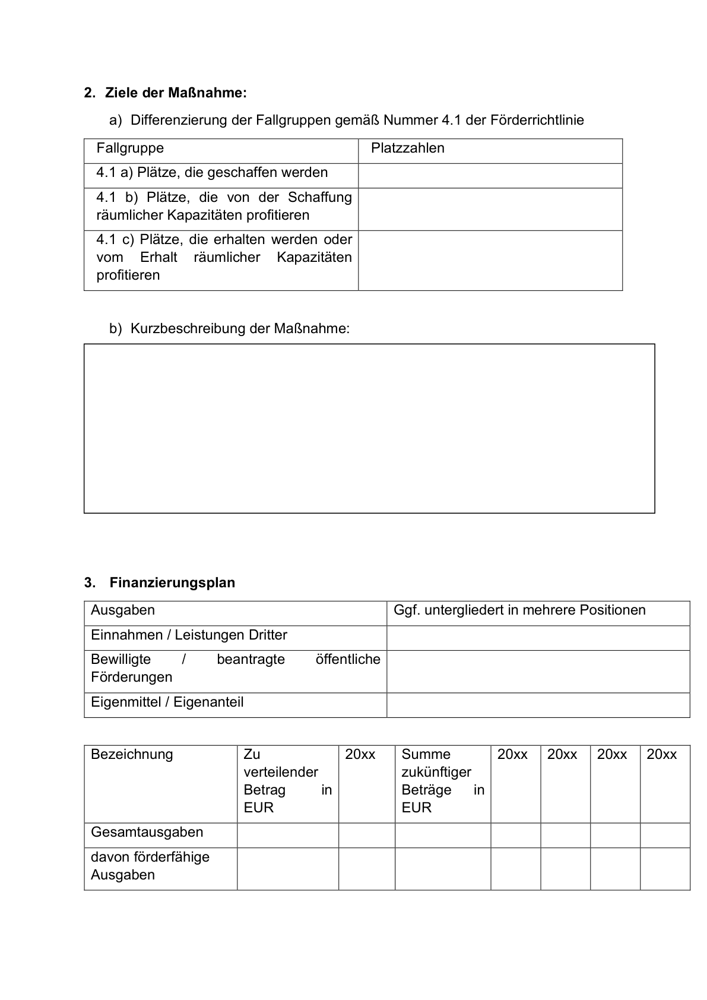 2. Ziele der Maßnahme:
a) Differenzierung der Fallgruppen gemäß Nummer 4.1 der Förderrichtlinie
Fallgruppe Platzzahlen
4.1 a) Plätze, die geschaffen werden
4.1 b) Plätze, die von der Schaffung
räumlicher Kapazitäten profitieren
4.1 c) Plätze, die erhalten werden oder
vom Erhalt räumlicher Kapazitäten
profitieren
b) Kurzbeschreibung der Maßnahme:
3. Finanzierungsplan
Ausgaben Ggf. untergliedert in mehrere Positionen
Einnahmen / Leistungen Dritter
Bewilligte / beantragte öffentliche
Förderungen
Eigenmittel / Eigenanteil
Bezeichnung Zu 20xx Summe 20xx 20xx 20xx 20xx
verteilender zukünftiger
Betrag in Beträge in
EUR EUR
Gesamtausgaben
davon förderfähige
Ausgaben